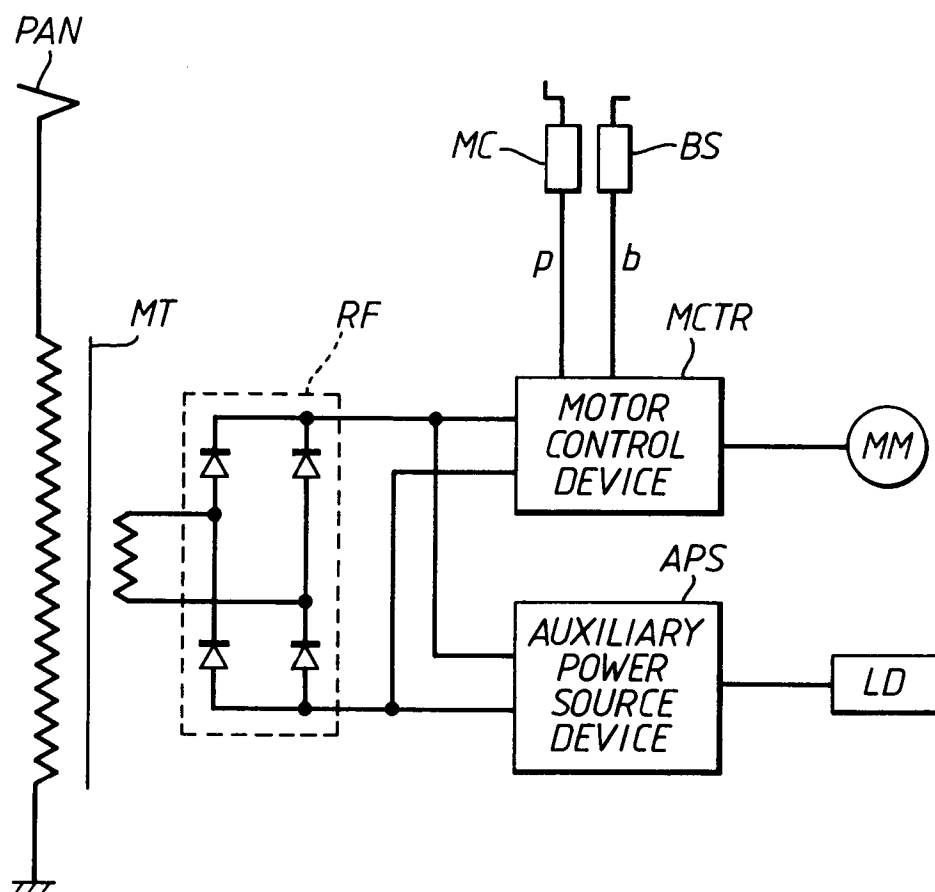 PAN
MC
BS
p
b
MT
RF
MCTR
MOTOR
CONTROL
DEVICE
MM
APS
AUXILIARY
POWER
SOURCE
DEVICE
LD